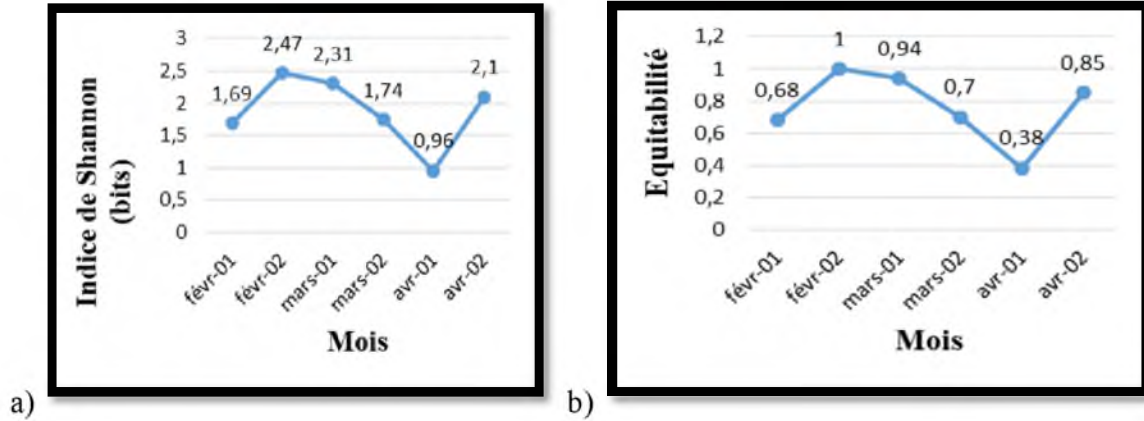 3
2,5
2
1,5
1
0,5
0
1,69
2,47
2,31
1,74
0,96
2,1
févr-01
févr-02
mars-01
mars-02
avr-01
avr-02
Indice de Shannon
(bits)
Mois
a)
1,2
1
0,8
0,6
0,4
0,2
0
0,68
1
0,94
0,7
0,38
0,85
févr-01
févr-02
mars-01
mars-02
avr-01
avr-02
Equitabilité
Mois
b)